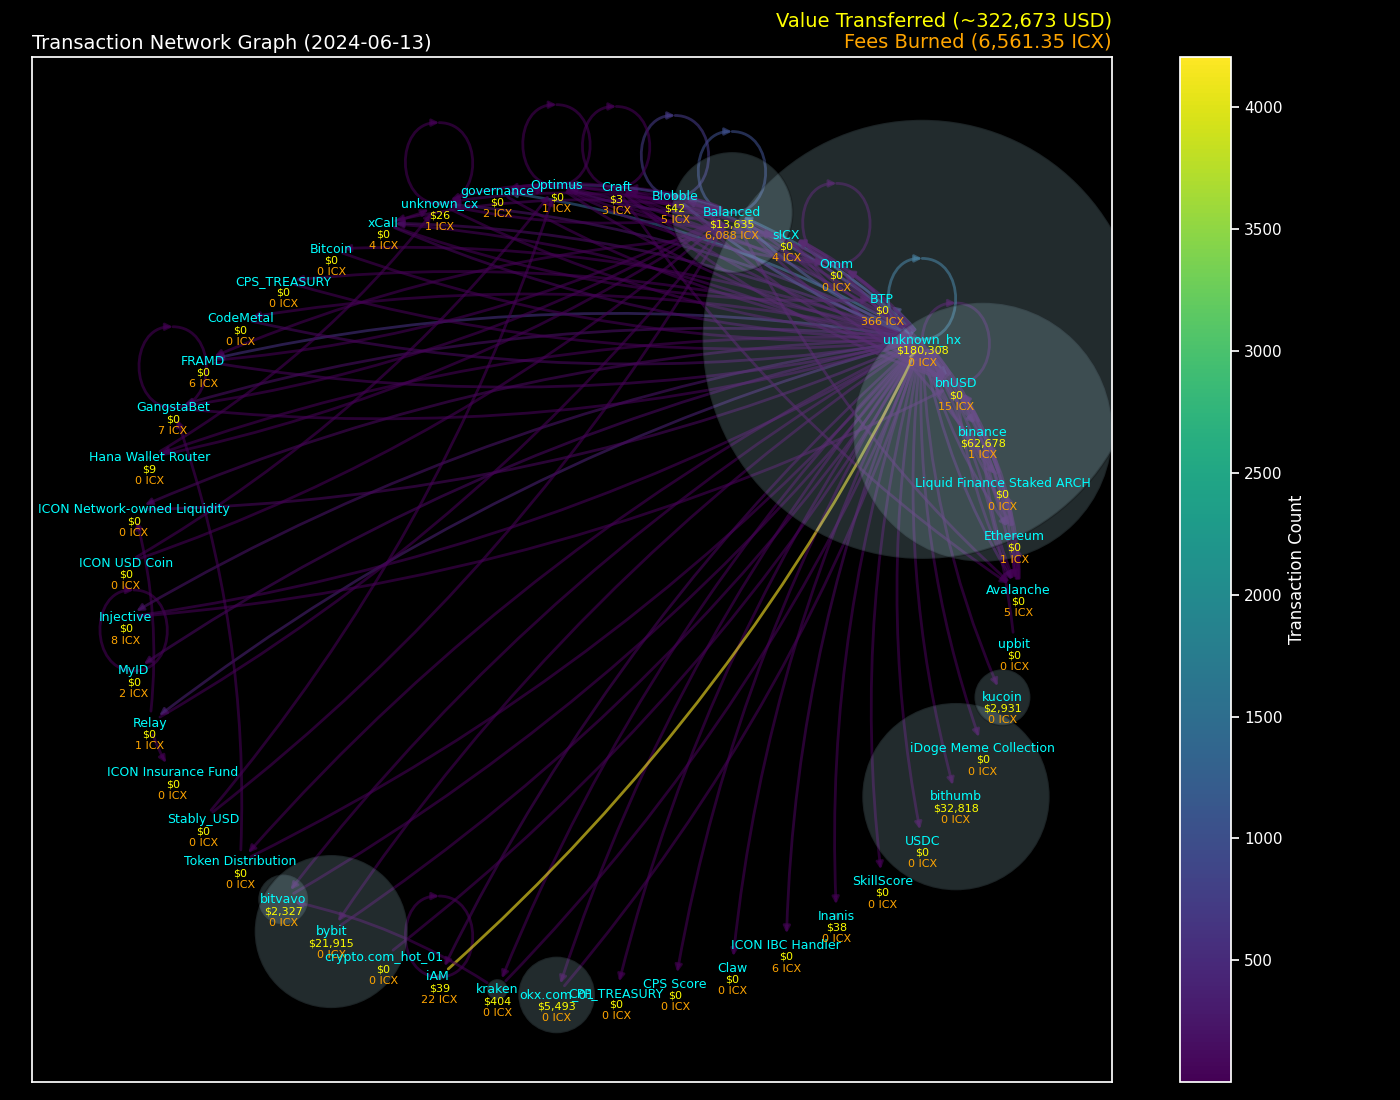 Value Transferred (~322,673 USD)
Transaction Network Graph (2024-06-13)
Fees Burned (6,561.35 ICX)
Optimus
$0
1 ICX
Craft
$3
3 ICX
governance
$0
2 ICX
Blobble
$42
5 ICX
unknown_cx
$26
1 ICX
Balanced
$13,635
6,088 ICX
xCall
$0
4 ICX
sICX
$0
4 ICX
Bitcoin
$0
0 ICX
Omm
$0
0 ICX
CPS_TREASURY
$0
0 ICX
BTP
$0
366 ICX
CodeMetal
$0
0 ICX
unknown_hx
$180,308
0 ICX
FRAMD
$0
6 ICX
bnUSD
$0
15 ICX
GangstaBet
$0
7 ICX
binance
$62,678
1 ICX
Hana Wallet Router
$9
0 ICX
Liquid Finance Staked ARCH
$0
0 ICX
ICON Network-owned Liquidity
$0
0 ICX
Ethereum
$0
1 ICX
ICON USD Coin
$0
0 ICX
Avalanche
$0
5 ICX
Injective
$0
8 ICX
upbit
$0
0 ICX
MyID
$0
2 ICX
kucoin
$2,931
0 ICX
Relay
$0
1 ICX
iDoge Meme Collection
$0
0 ICX
ICON Insurance Fund
$0
0 ICX
bithumb
$32,818
0 ICX
Stably_USD
$0
0 ICX
USDC
$0
0 ICX
Token Distribution
$0
0 ICX
SkillScore
$0
0 ICX
bitvavo
$2,327
0 ICX
Inanis
$38
0 ICX
bybit
$21,915
0 ICX
ICON IBC Handler
$0
6 ICX
crypto.com_hot_01
$0
0 ICX
Claw
$0
0 ICX
iAM
$39
22 ICX
CPS Score
$0
0 ICX
kraken
$404
0 ICX
okx.com_01
$5,493
0 ICX
CPF_TREASURY
$0
0 ICX
4000
3500
3000
2500
2000
1500
1000
500
Transaction Count